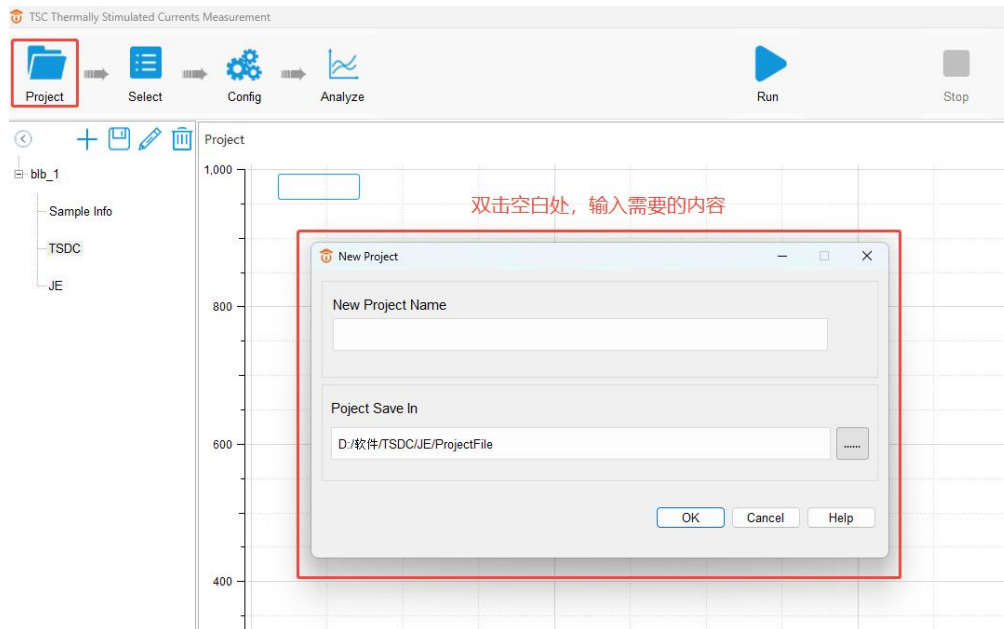 TSC Thermally Stimulated Currents Measurement
Project
Select
Config
Analyze
Run
Stop
Project
blb_1
Sample Info
TSDC
JE
1,000
800
600
400
双击空白处，输入需要的内容
New Project
New Project Name
Poject Save In
D:/软件/TSDC/JE/ProjectFile
......
OK
Cancel
Help